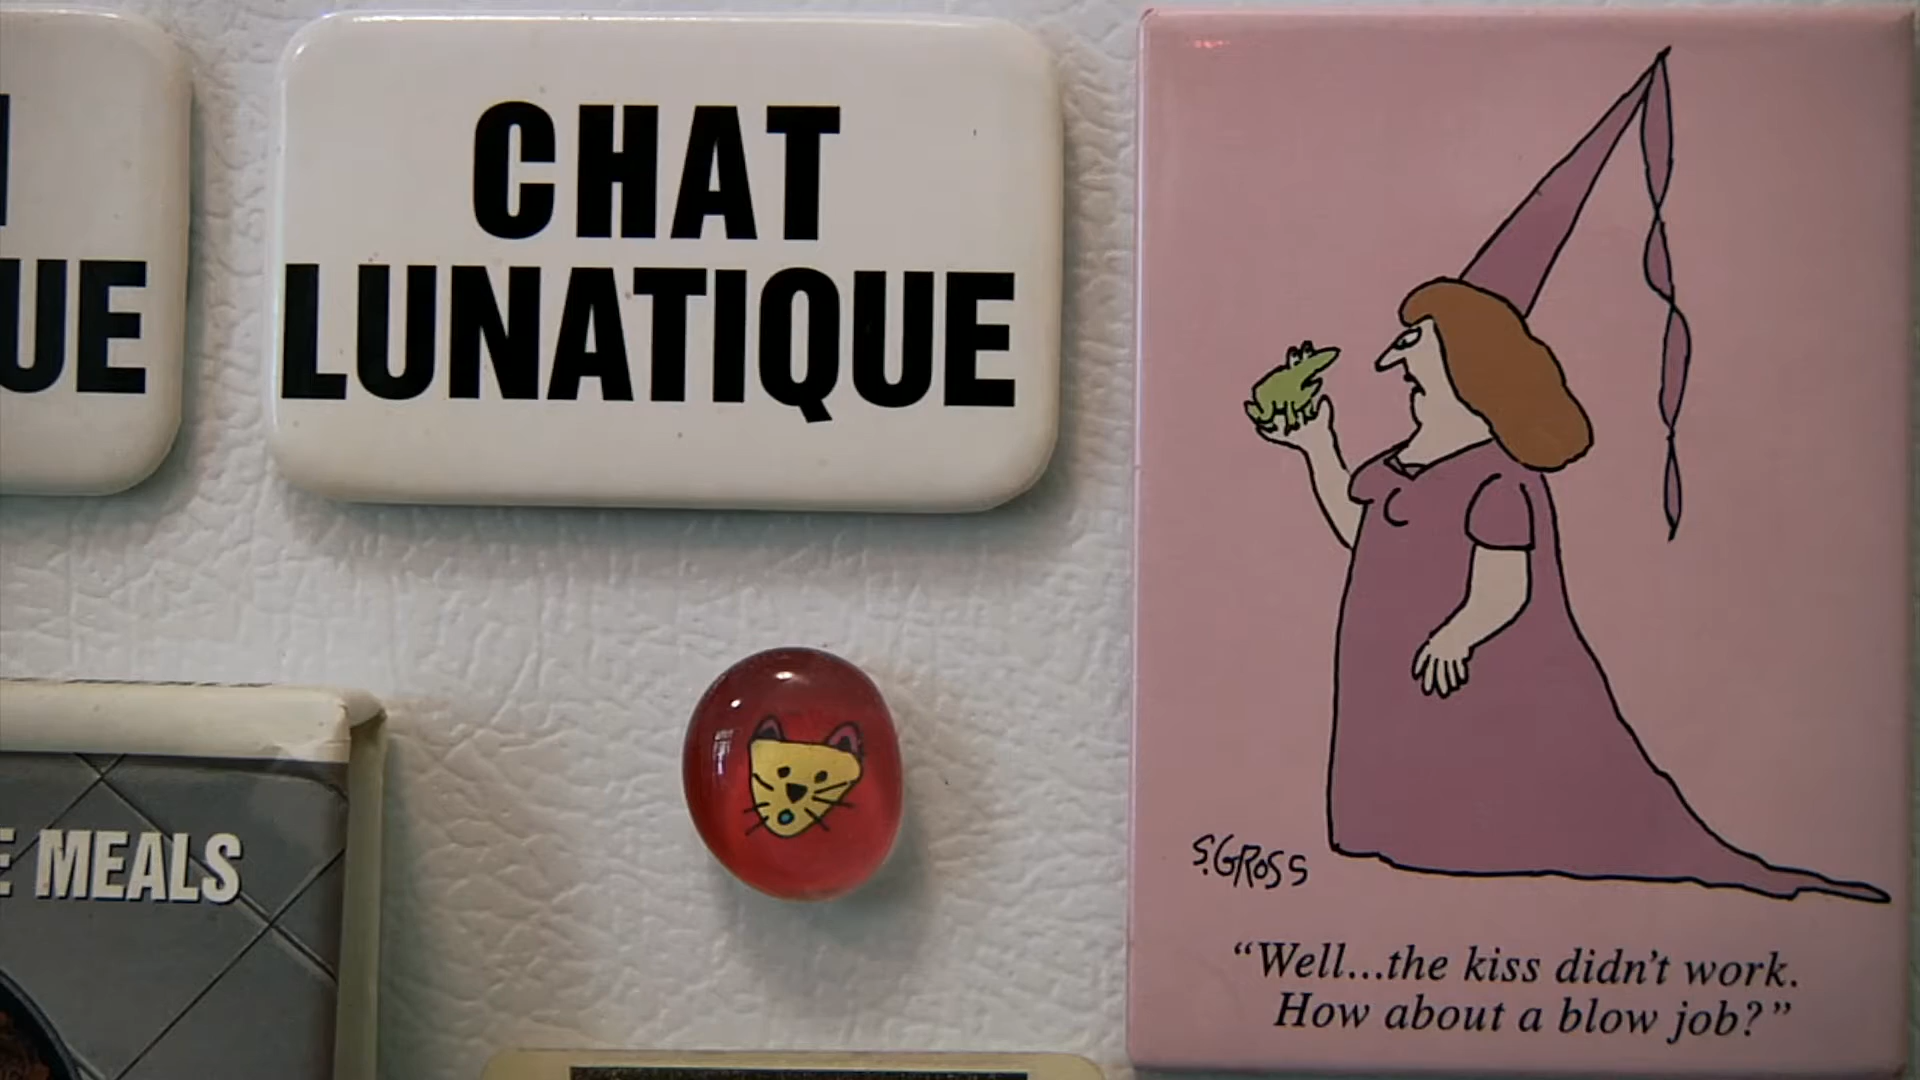 UE
CHAT
LUNATIQUE
MEALS
S.GROSS
“Well...the kiss didn't work.
How about a blow job?”